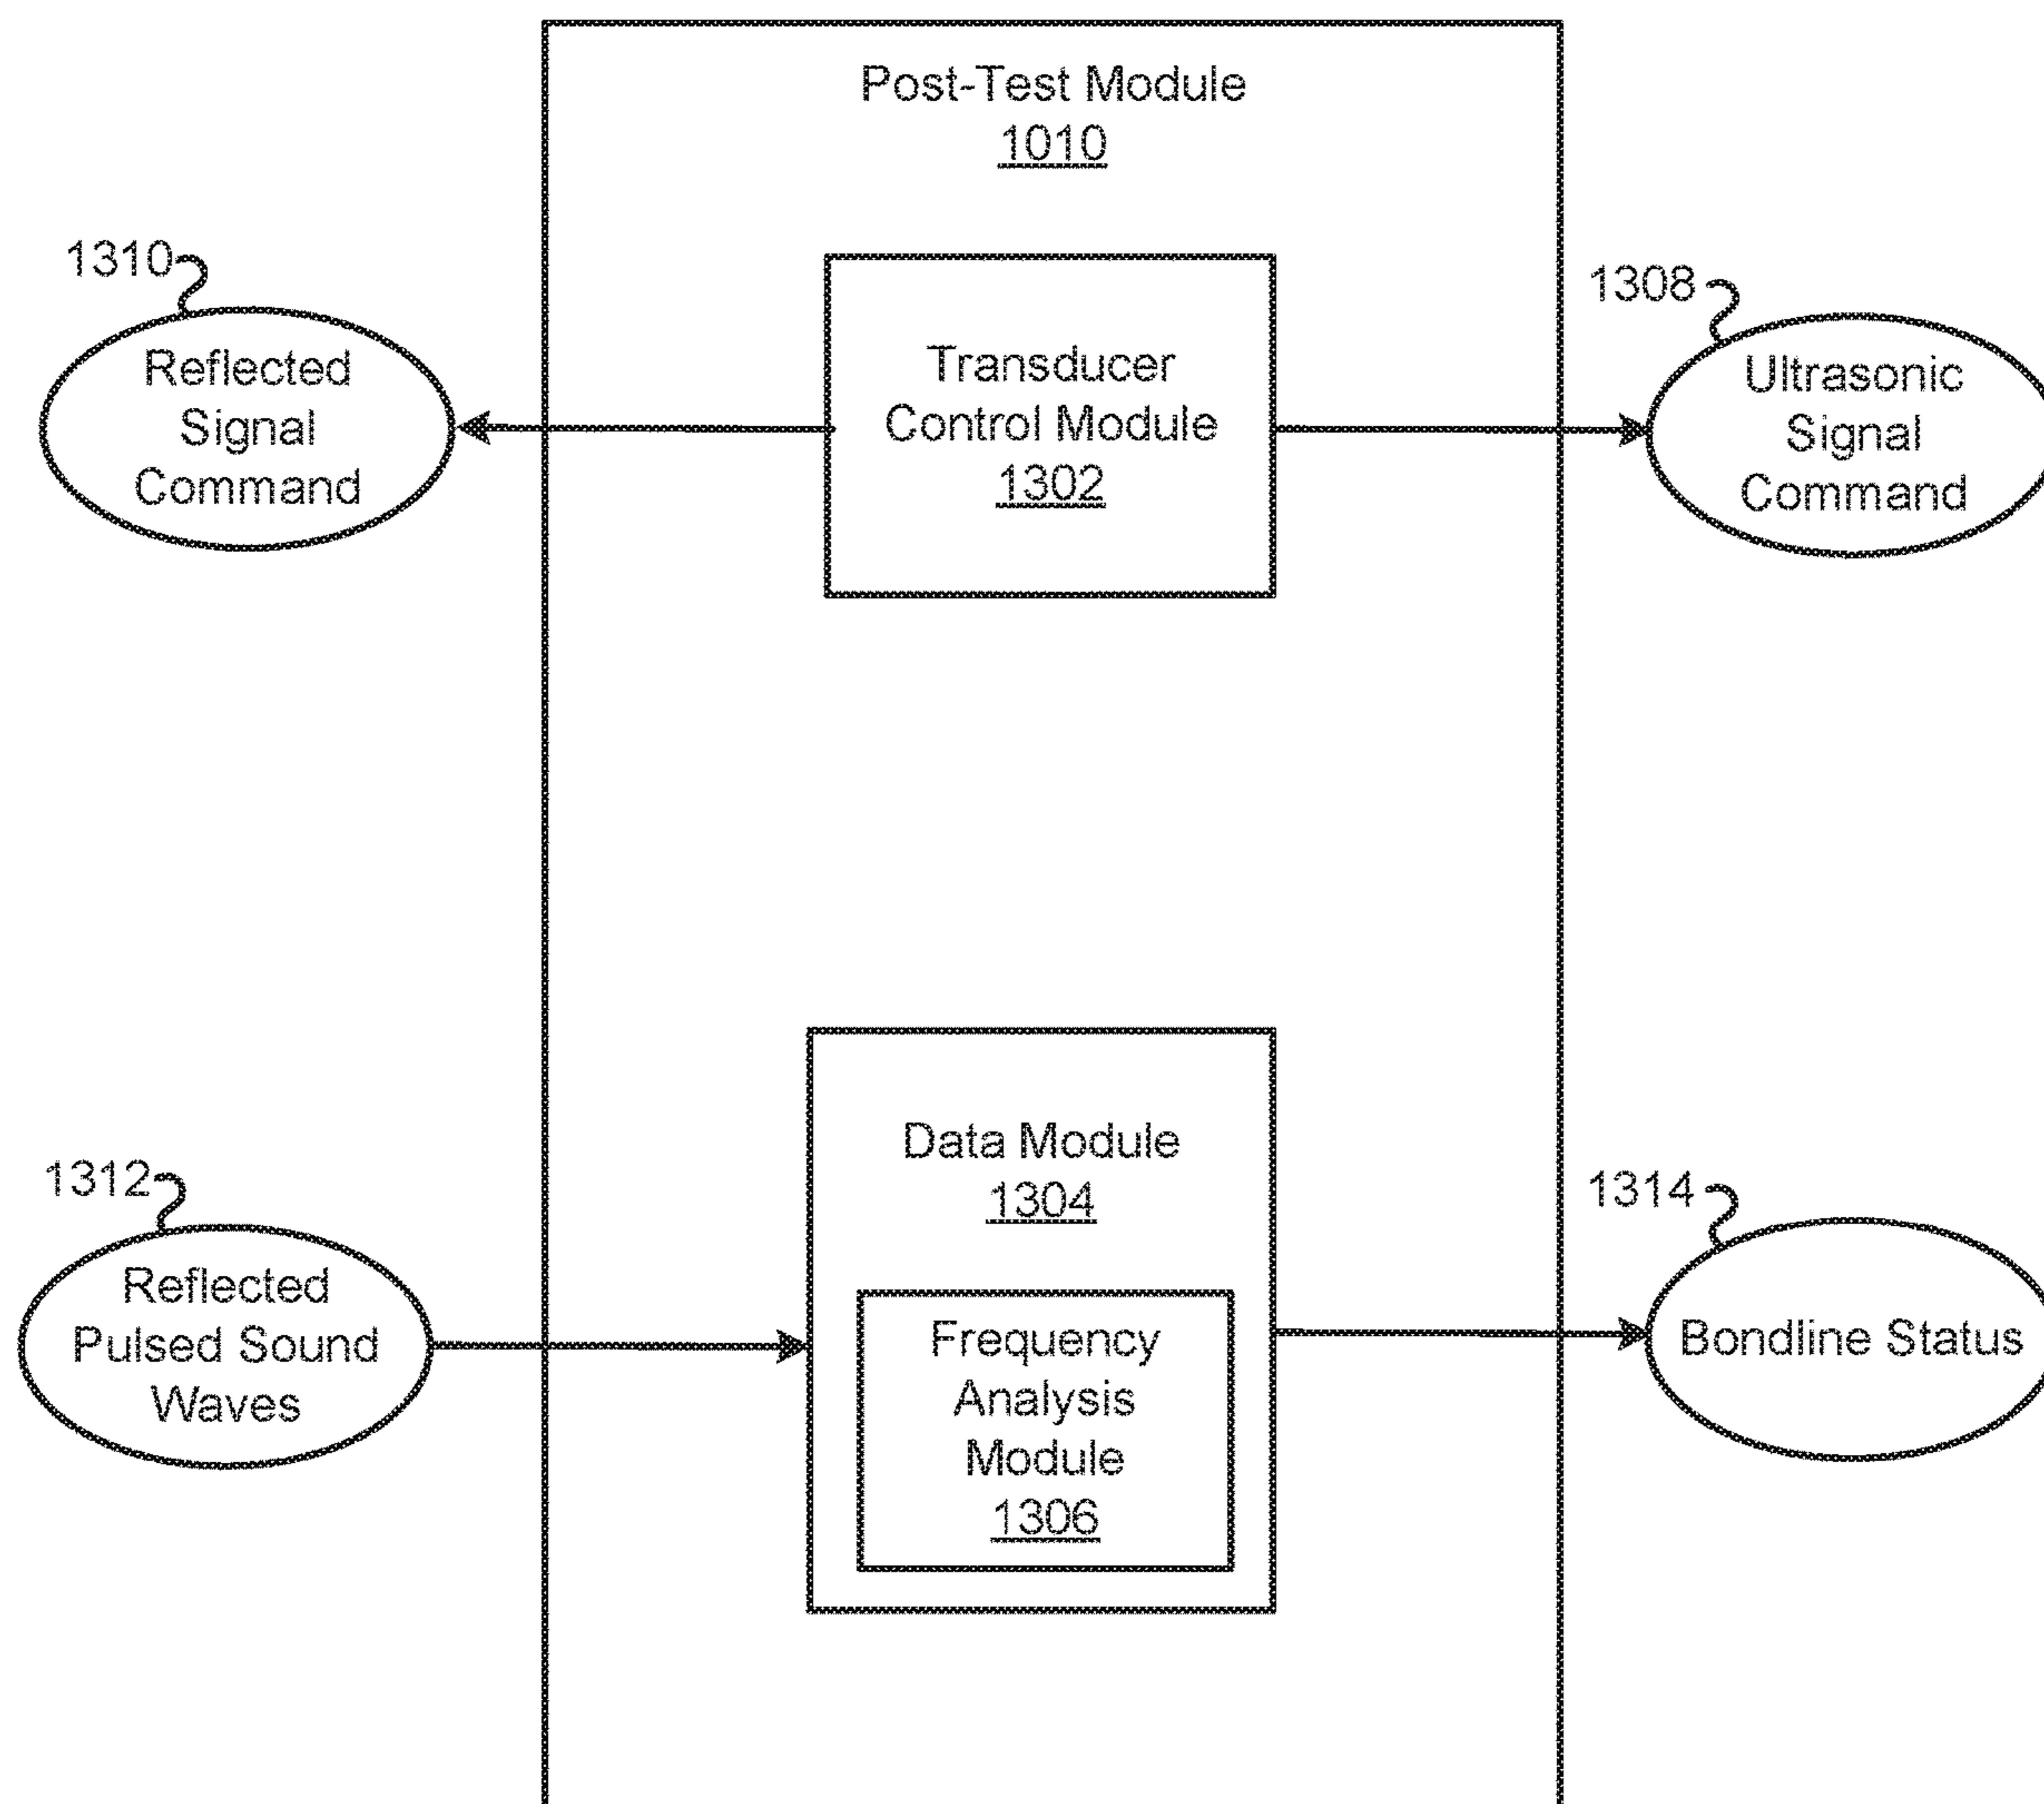 Post-Test Module
1010
1310
Reflected
Signal
Command
Transducer
Control Module
1302
1308
Ultrasonic
Signal
Command
1312
Reflected
Pulsed Sound
Waves
Data Module
1304
Frequency
Analysis
Module
1306
1314
Bondline Status